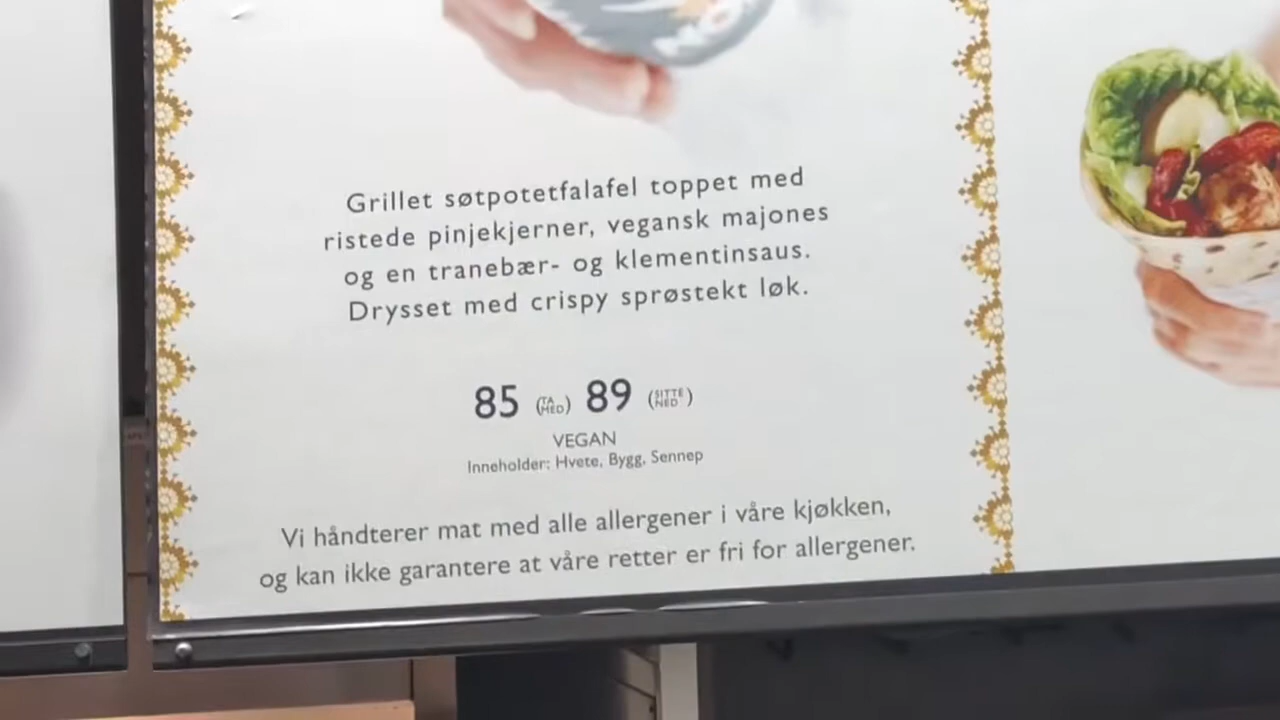 Grillet søtpotetfalafel toppet med
ristede pinjekjerner, vegansk majones
og en tranebær- og klementinsaus.
Drysset med crispy sprøstekt løk.
85 (TA MED) 89 (SITTE NED)
VEGAN
Inneholder: Hvete, Bygg, Sennep
Vi håndterer mat med alle allergener i våre kjøkken,
og kan ikke garantere at våre retter er fri for allergener.